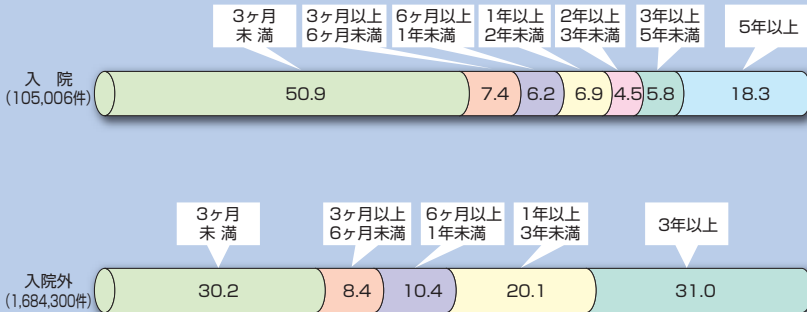 3ヶ月
未 満
3ヶ月以上
6ヶ月未満
6ヶ月以上
1年未満
1年以上
2年未満
2年以上
3年未満
3年以上
5年未満
5年以上
入 院
(105,006件)
50.9
7.4
6.2
6.9
4.5
5.8
18.3
3ヶ月
未 満
3ヶ月以上
6ヶ月未満
6ヶ月以上
1年未満
1年以上
3年未満
3年以上
入院外
(1,684,300件)
30.2
8.4
10.4
20.1
31.0